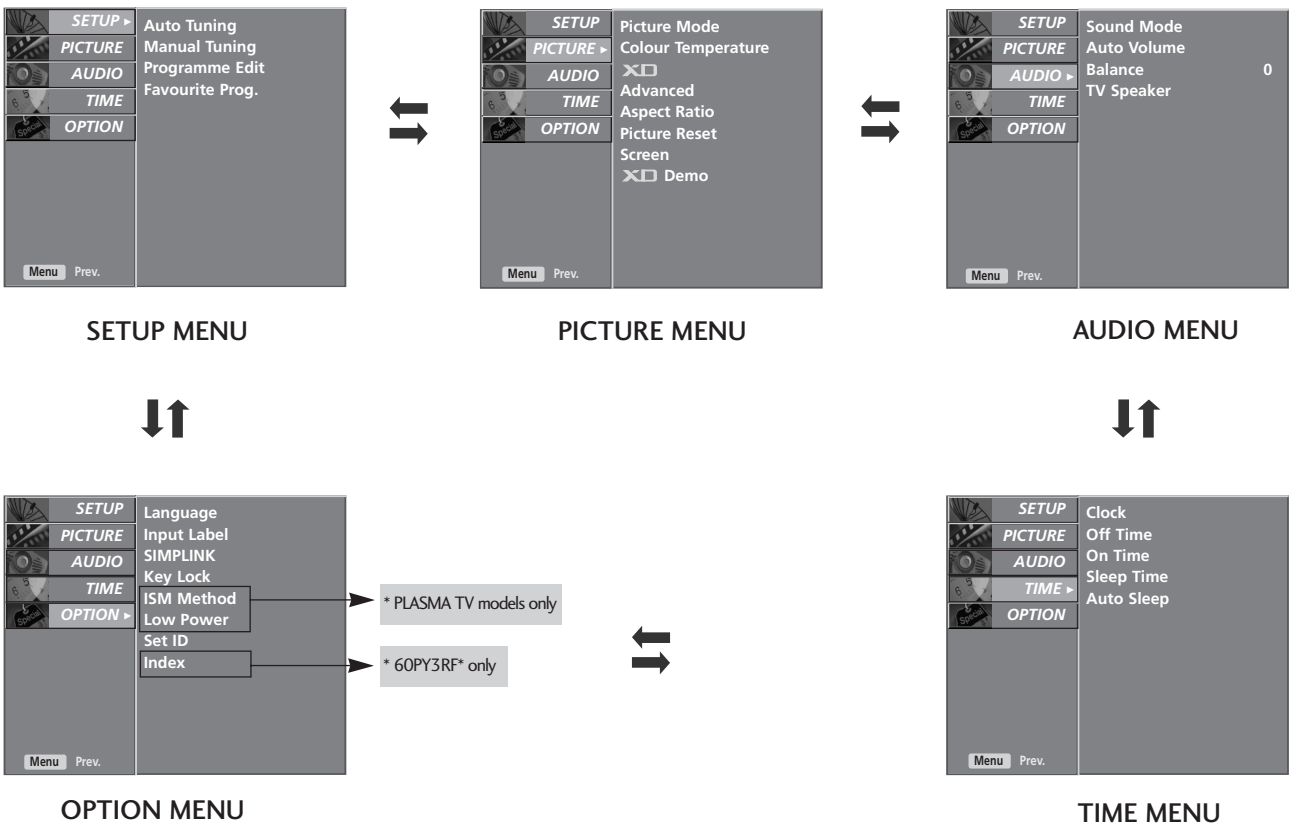 SETUP
PICTURE
AUDIO
TIME
OPTION
Auto Tuning
Manual Tuning
Programme Edit
Favourite Prog.
Menu Prev.
SETUP MENU
SETUP
PICTURE
AUDIO
TIME
OPTION
Picture Mode
Colour Temperature
XD
Advanced
Aspect Ratio
Picture Reset
Screen
XD Demo
Menu Prev.
PICTURE MENU
SETUP
PICTURE
AUDIO
TIME
OPTION
Sound Mode
Auto Volume
Balance 0
TV Speaker
Menu Prev.
AUDIO MENU
SETUP
PICTURE
AUDIO
TIME
OPTION
Special
Language
Input Label
SIMPLINK
Key Lock
ISM Method
Low Power
Set ID
Index
* PLASMA TV models only
* 60PY3RF* only
Menu Prev.
OPTION MENU
SETUP
PICTURE
AUDIO
TIME
OPTION
Clock
Off Time
On Time
Sleep Time
Auto Sleep
Menu Prev.
TIME MENU